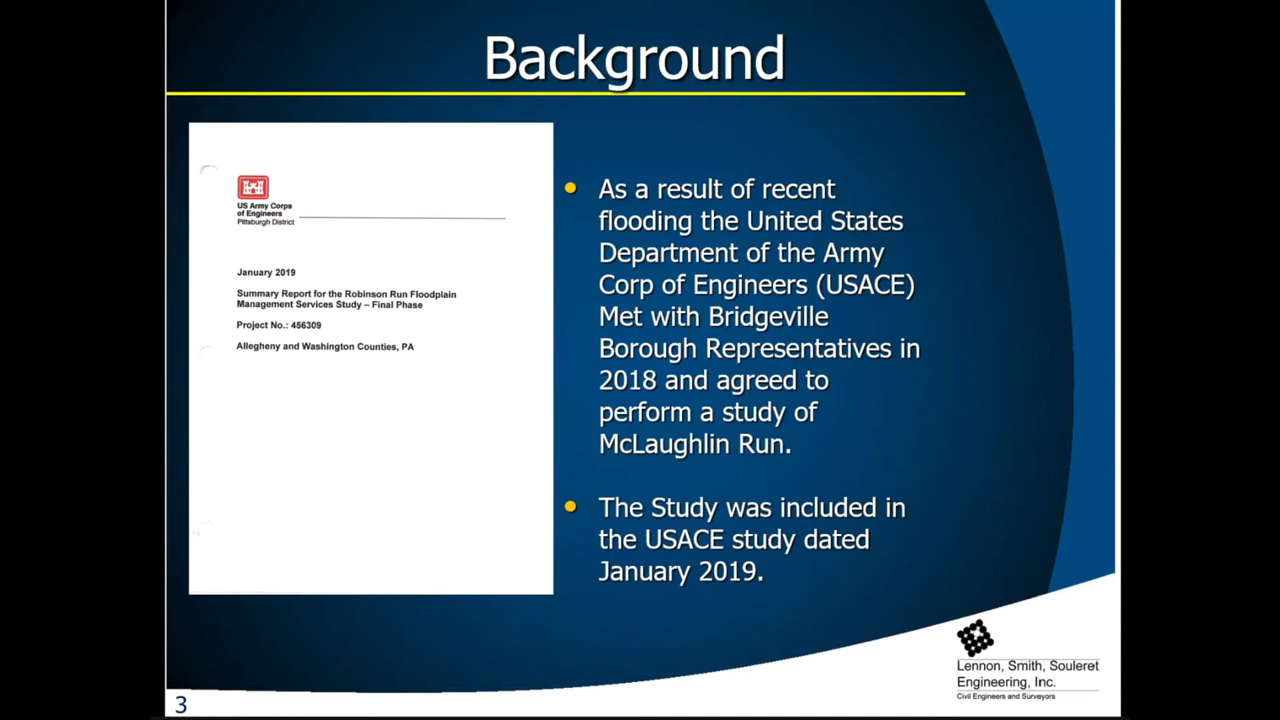 Background
US Army Corps
of Engineers
Pittsburgh District
January 2019
Summary Report for the Robinson Run Floodplain
Management Services Study – Final Phase
Project No.: 456309
Allegheny and Washington Counties, PA
As a result of recent
flooding the United States
Department of the Army
Corp of Engineers (USACE)
Met with Bridgeville
Borough Representatives in
2018 and agreed to
perform a study of
McLaughlin Run.
The Study was included in
the USACE study dated
January 2019.
Lennon, Smith, Souleret
Engineering, Inc.
Civil Engineers and Surveyors
3